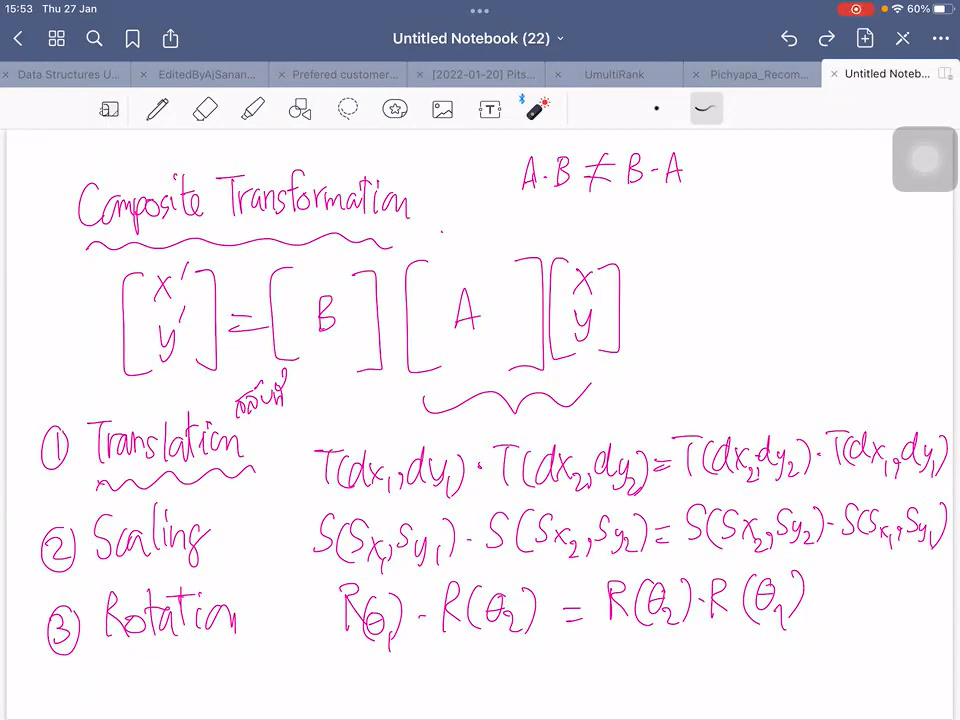 15:53 Thu 27 Jan
60%
Untitled Notebook (22)
Data Structures U...
EditedByAjSanan...
Prefered customer...
[2022-01-20] Pits...
UmultiRank
Pichyapa_Recom...
Untitled Noteb...
A·B ≠ B·A
Composite Transformation
[x' y'] = [B] [A] [x y]
สลับที่
① Translation T(dx₁, dy₁) · T(dx₂, dy₂) = T(dx₂, dy₂) · T(dx₁, dy₁)
② Scaling S(Sx₁, Sy₁) · S(Sx₂, Sy₂) = S(Sx₂, Sy₂) · S(Sx₁, Sy₁)
③ Rotation R(θ₁) · R(θ₂) = R(θ₂) · R(θ₁)